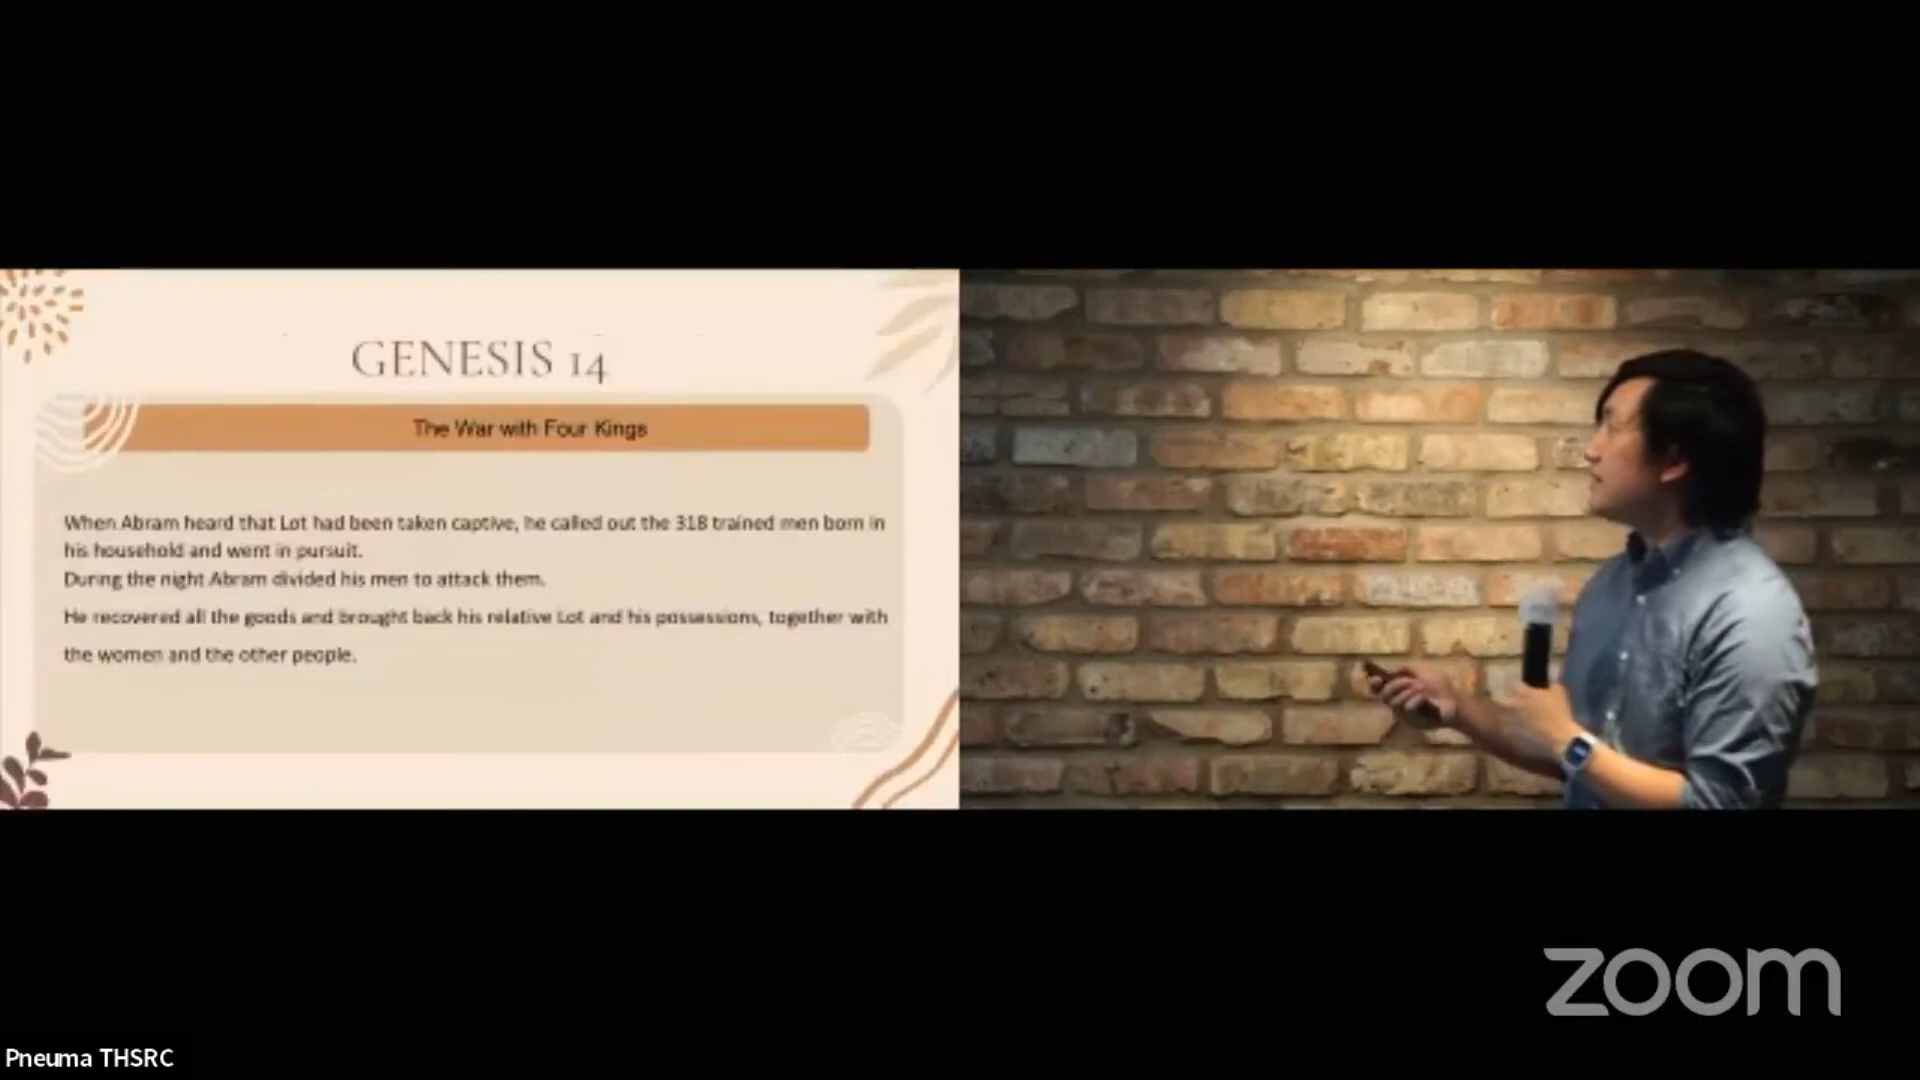 GENESIS 14
The War with Four Kings
When Abram heard that Lot had been taken captive, he called out the 318 trained men born in
his household and went in pursuit.
During the night Abram divided his men to attack them.
He recovered all the goods and brought back his relative Lot and his possessions, together with
the women and the other people.
zoom
Pneuma THSRC